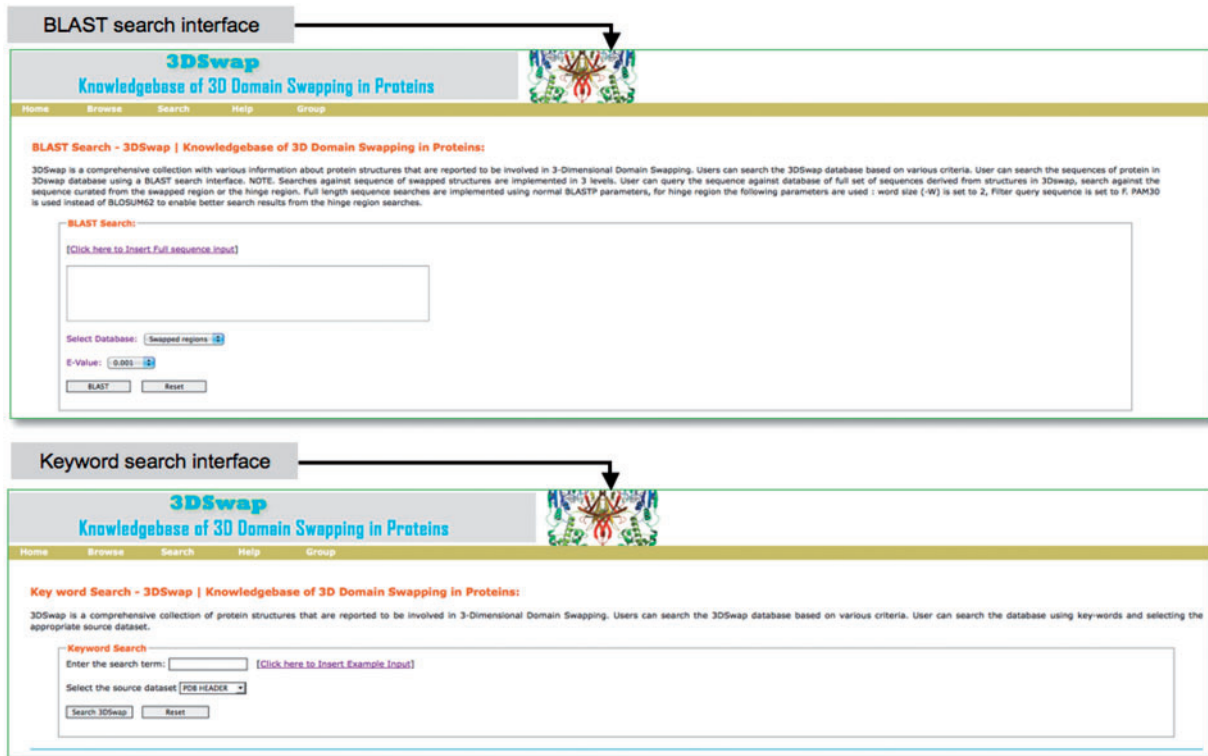 BLAST search interface
3DSwap
Knowledgebase of 3D Domain Swapping in Proteins
Home Browse Search Help Group
BLAST Search - 3DSwap | Knowledgebase of 3D Domain Swapping in Proteins:
3DSwap is a comprehensive collection with various information about protein structures that are reported to be involved in 3-Dimensional Domain Swapping. Users can search the 3DSwap database based on various criteria. User can search the sequences of protein in
3Dswap database using a BLAST search interface. NOTE. Searches against sequence of swapped structures are implemented in 3 levels. User can query the sequence against database of full set of sequences derived from structures in 3Dswap, search against the
sequence curated from the swapped region or the hinge region. Full length sequence searches are implemented using normal BLASTP parameters, for hinge region the following parameters are used : word size (-W) is set to 2, Filter query sequence is set to F. PAM30
is used instead of BLOSUM62 to enable better search results from the hinge region searches.
BLAST Search:
[Click here to Insert Full sequence input]
Select Database: Swapped regions
E-Value: 0.001
BLAST Reset
Keyword search interface
3DSwap
Knowledgebase of 3D Domain Swapping in Proteins
Home Browse Search Help Group
Key word Search - 3DSwap | Knowledgebase of 3D Domain Swapping in Proteins:
3DSwap is a comprehensive collection of protein structures that are reported to be involved in 3-Dimensional Domain Swapping. Users can search the 3DSwap database based on various criteria. User can search the database using key-words and selecting the
appropriate source dataset.
Keyword Search
Enter the search term: [Click here to Insert Example Input]
Select the source dataset PDB HEADER
Search 3DSwap Reset